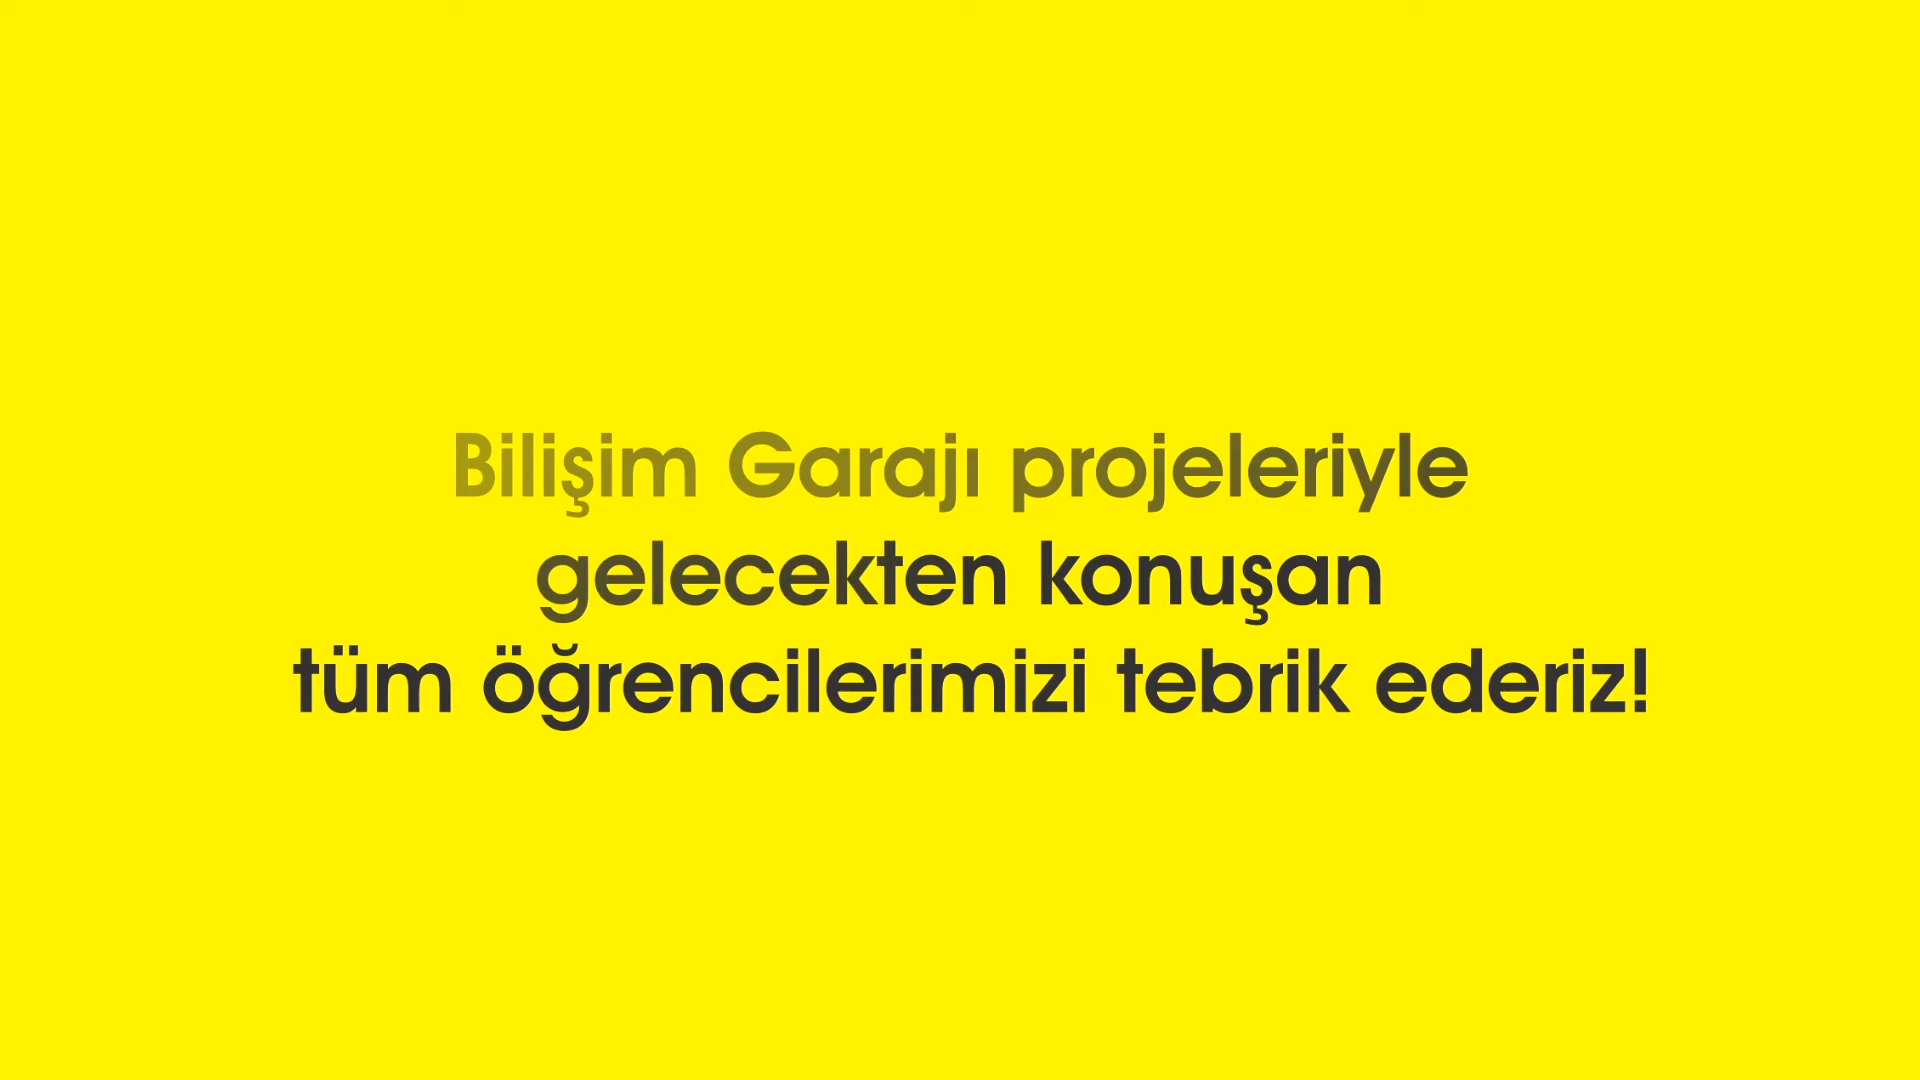 Bilişim Garajı projeleriyle
gelecekten konuşan
tüm öğrencilerimizi tebrik ederiz!